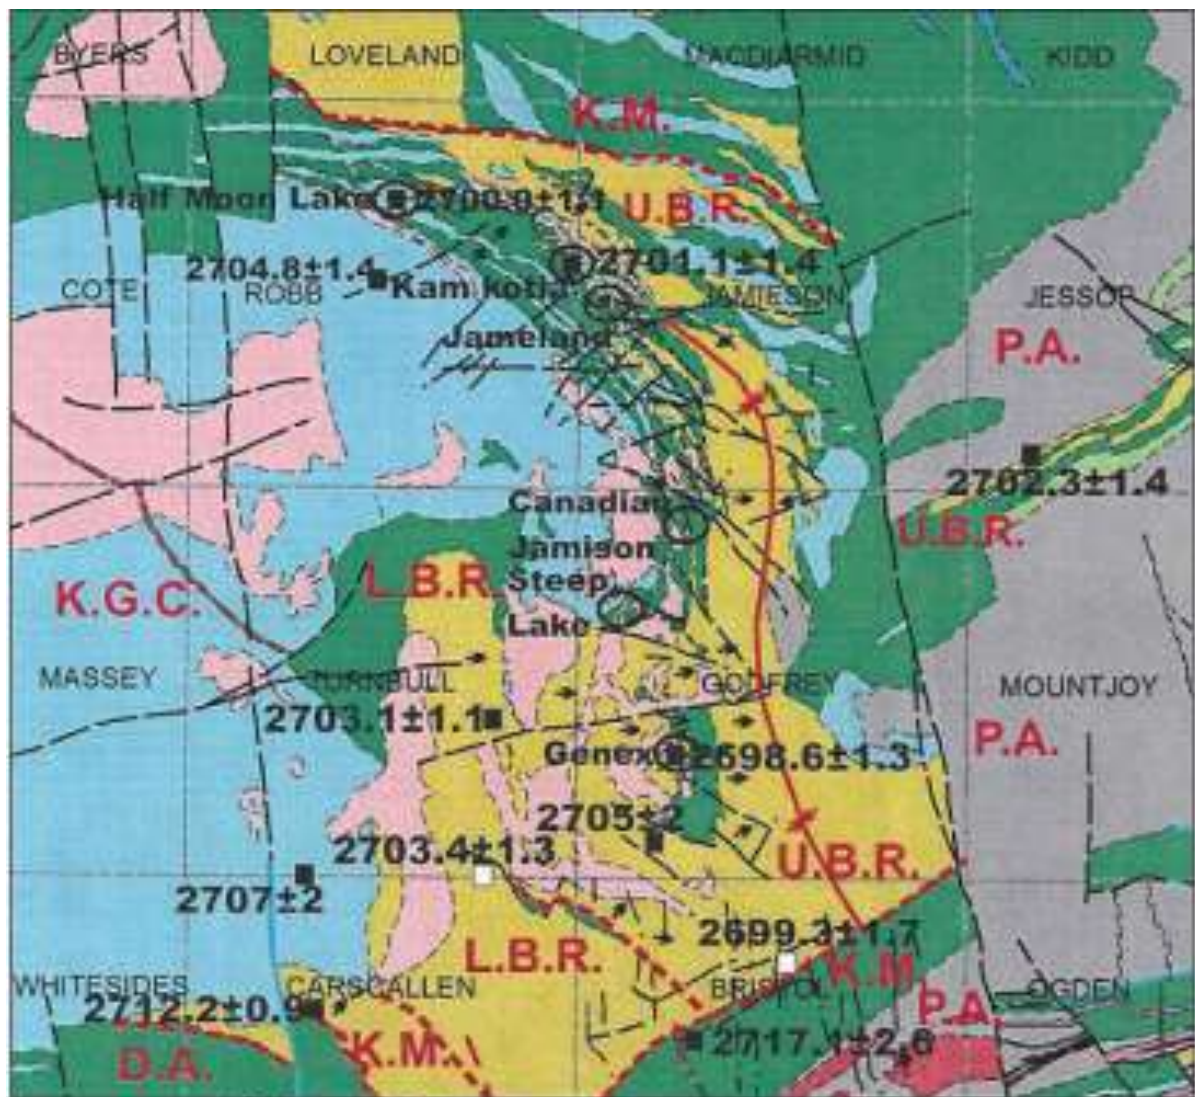 BYERS LOVELAND MACDIARMID KIDD
K.M.
Half Moon Lake 2700.0±1.1 U.B.R.
2704.8±1.4 2701.1±1.4
COTE ROBB Kam kotia JAMIESON JESSOP
Jameland P.A.
2702.3±1.4
Canadian
U.B.R.
Jamison
L.B.R. Steep
K.G.C.
Lake
MASSEY TURNBULL GODFREY MOUNTJOY
2703.1±1.1
P.A.
Genex 2698.6±1.3
2705±2
2703.4±1.3
U.B.R.
2707±2
2699.3±1.7
L.B.R. K.M.
WHITESIDES CARSCALLEN BRISTOL OGDEN
2712.2±0.9 P.A.
K.M. 2717.1±2.6
D.A.